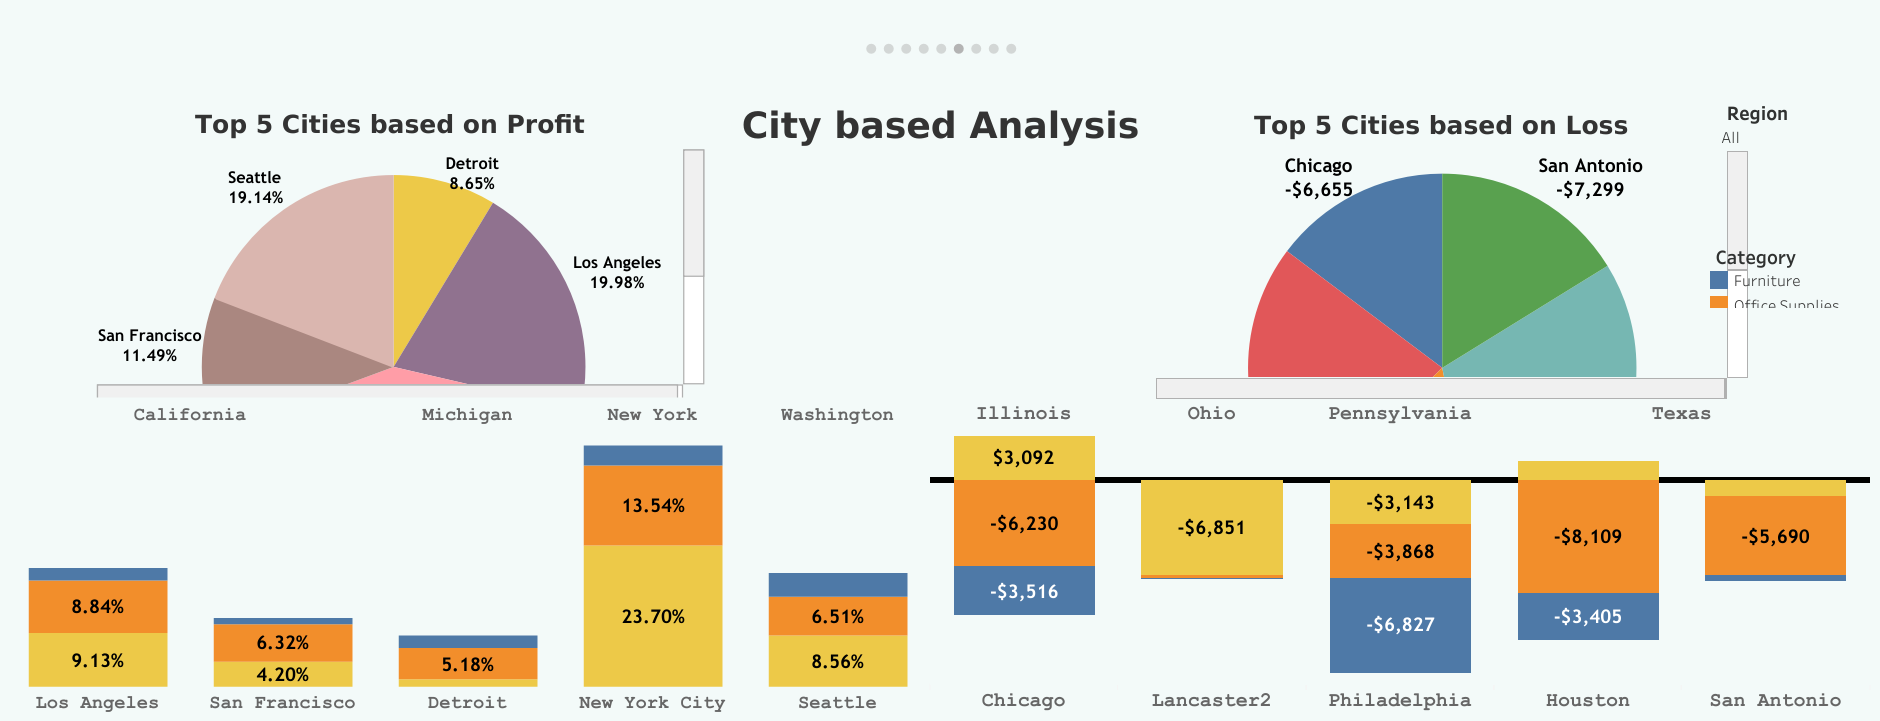 City based Analysis
Top 5 Cities based on Profit
Detroit
8.65%
Seattle
19.14%
Los Angeles
19.98%
San Francisco
11.49%
Top 5 Cities based on Loss
Chicago
-$6,655
San Antonio
-$7,299
Region
All
Category
Furniture
Office Supplies
California Michigan New York Washington
13.54%
23.70%
8.84%
9.13%
6.32%
4.20%
5.18%
6.51%
8.56%
Los Angeles San Francisco Detroit New York City Seattle
Illinois Ohio Pennsylvania Texas
$3,092
-$6,230
-$3,516
-$6,851
-$3,143
-$3,868
-$6,827
-$8,109
-$3,405
-$5,690
Chicago Lancaster2 Philadelphia Houston San Antonio